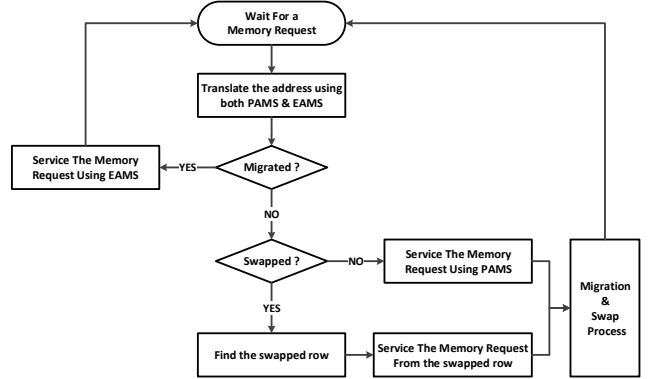 Wait For a
Memory Request
Translate the address using
both PAMS & EAMS
Service The Memory
Request Using EAMS
YES
Migrated ?
NO
Swapped ?
NO
Service The Memory
Request Using PAMS
Migration
&
Swap
Process
YES
Find the swapped row
Service The Memory Request
From the swapped row